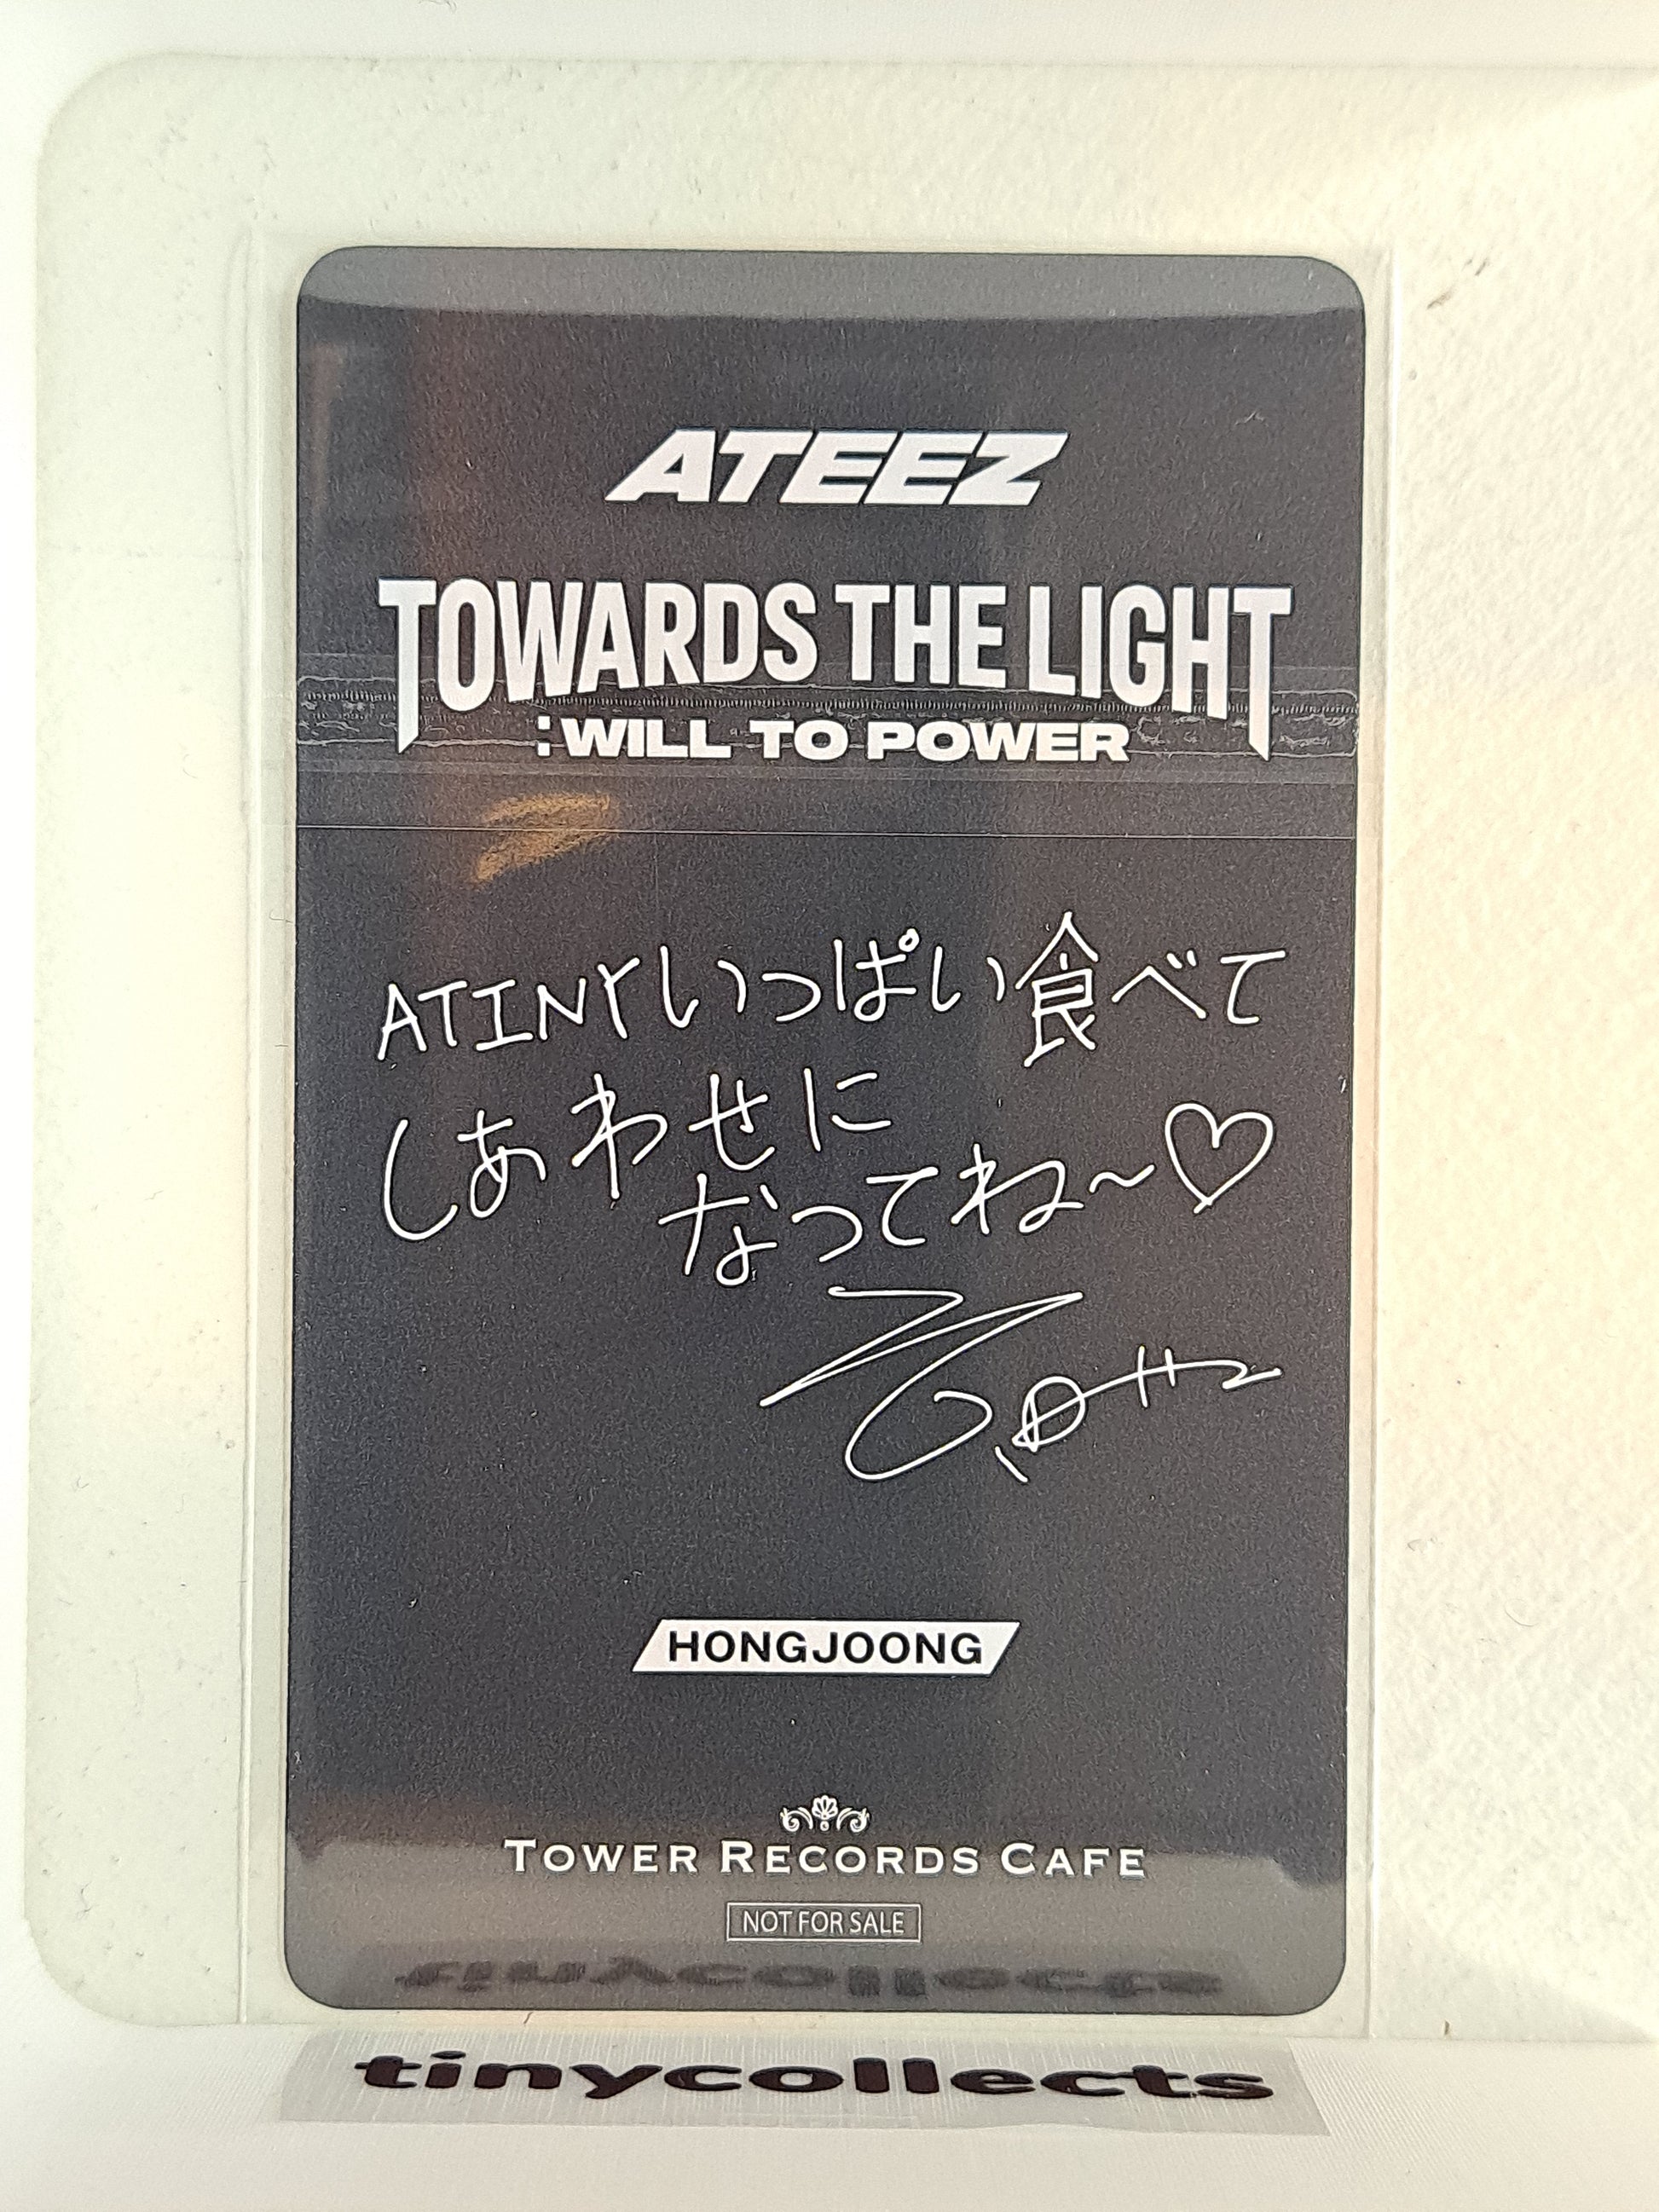 ATEEZ
TOWARDS THE LIGHT
:WILL TO POWER
ATINYいっぱい食べて
しあわせに
なってね～♡
HONGJOONG
TOWER RECORDS CAFE
NOT FOR SALE
tinycollects